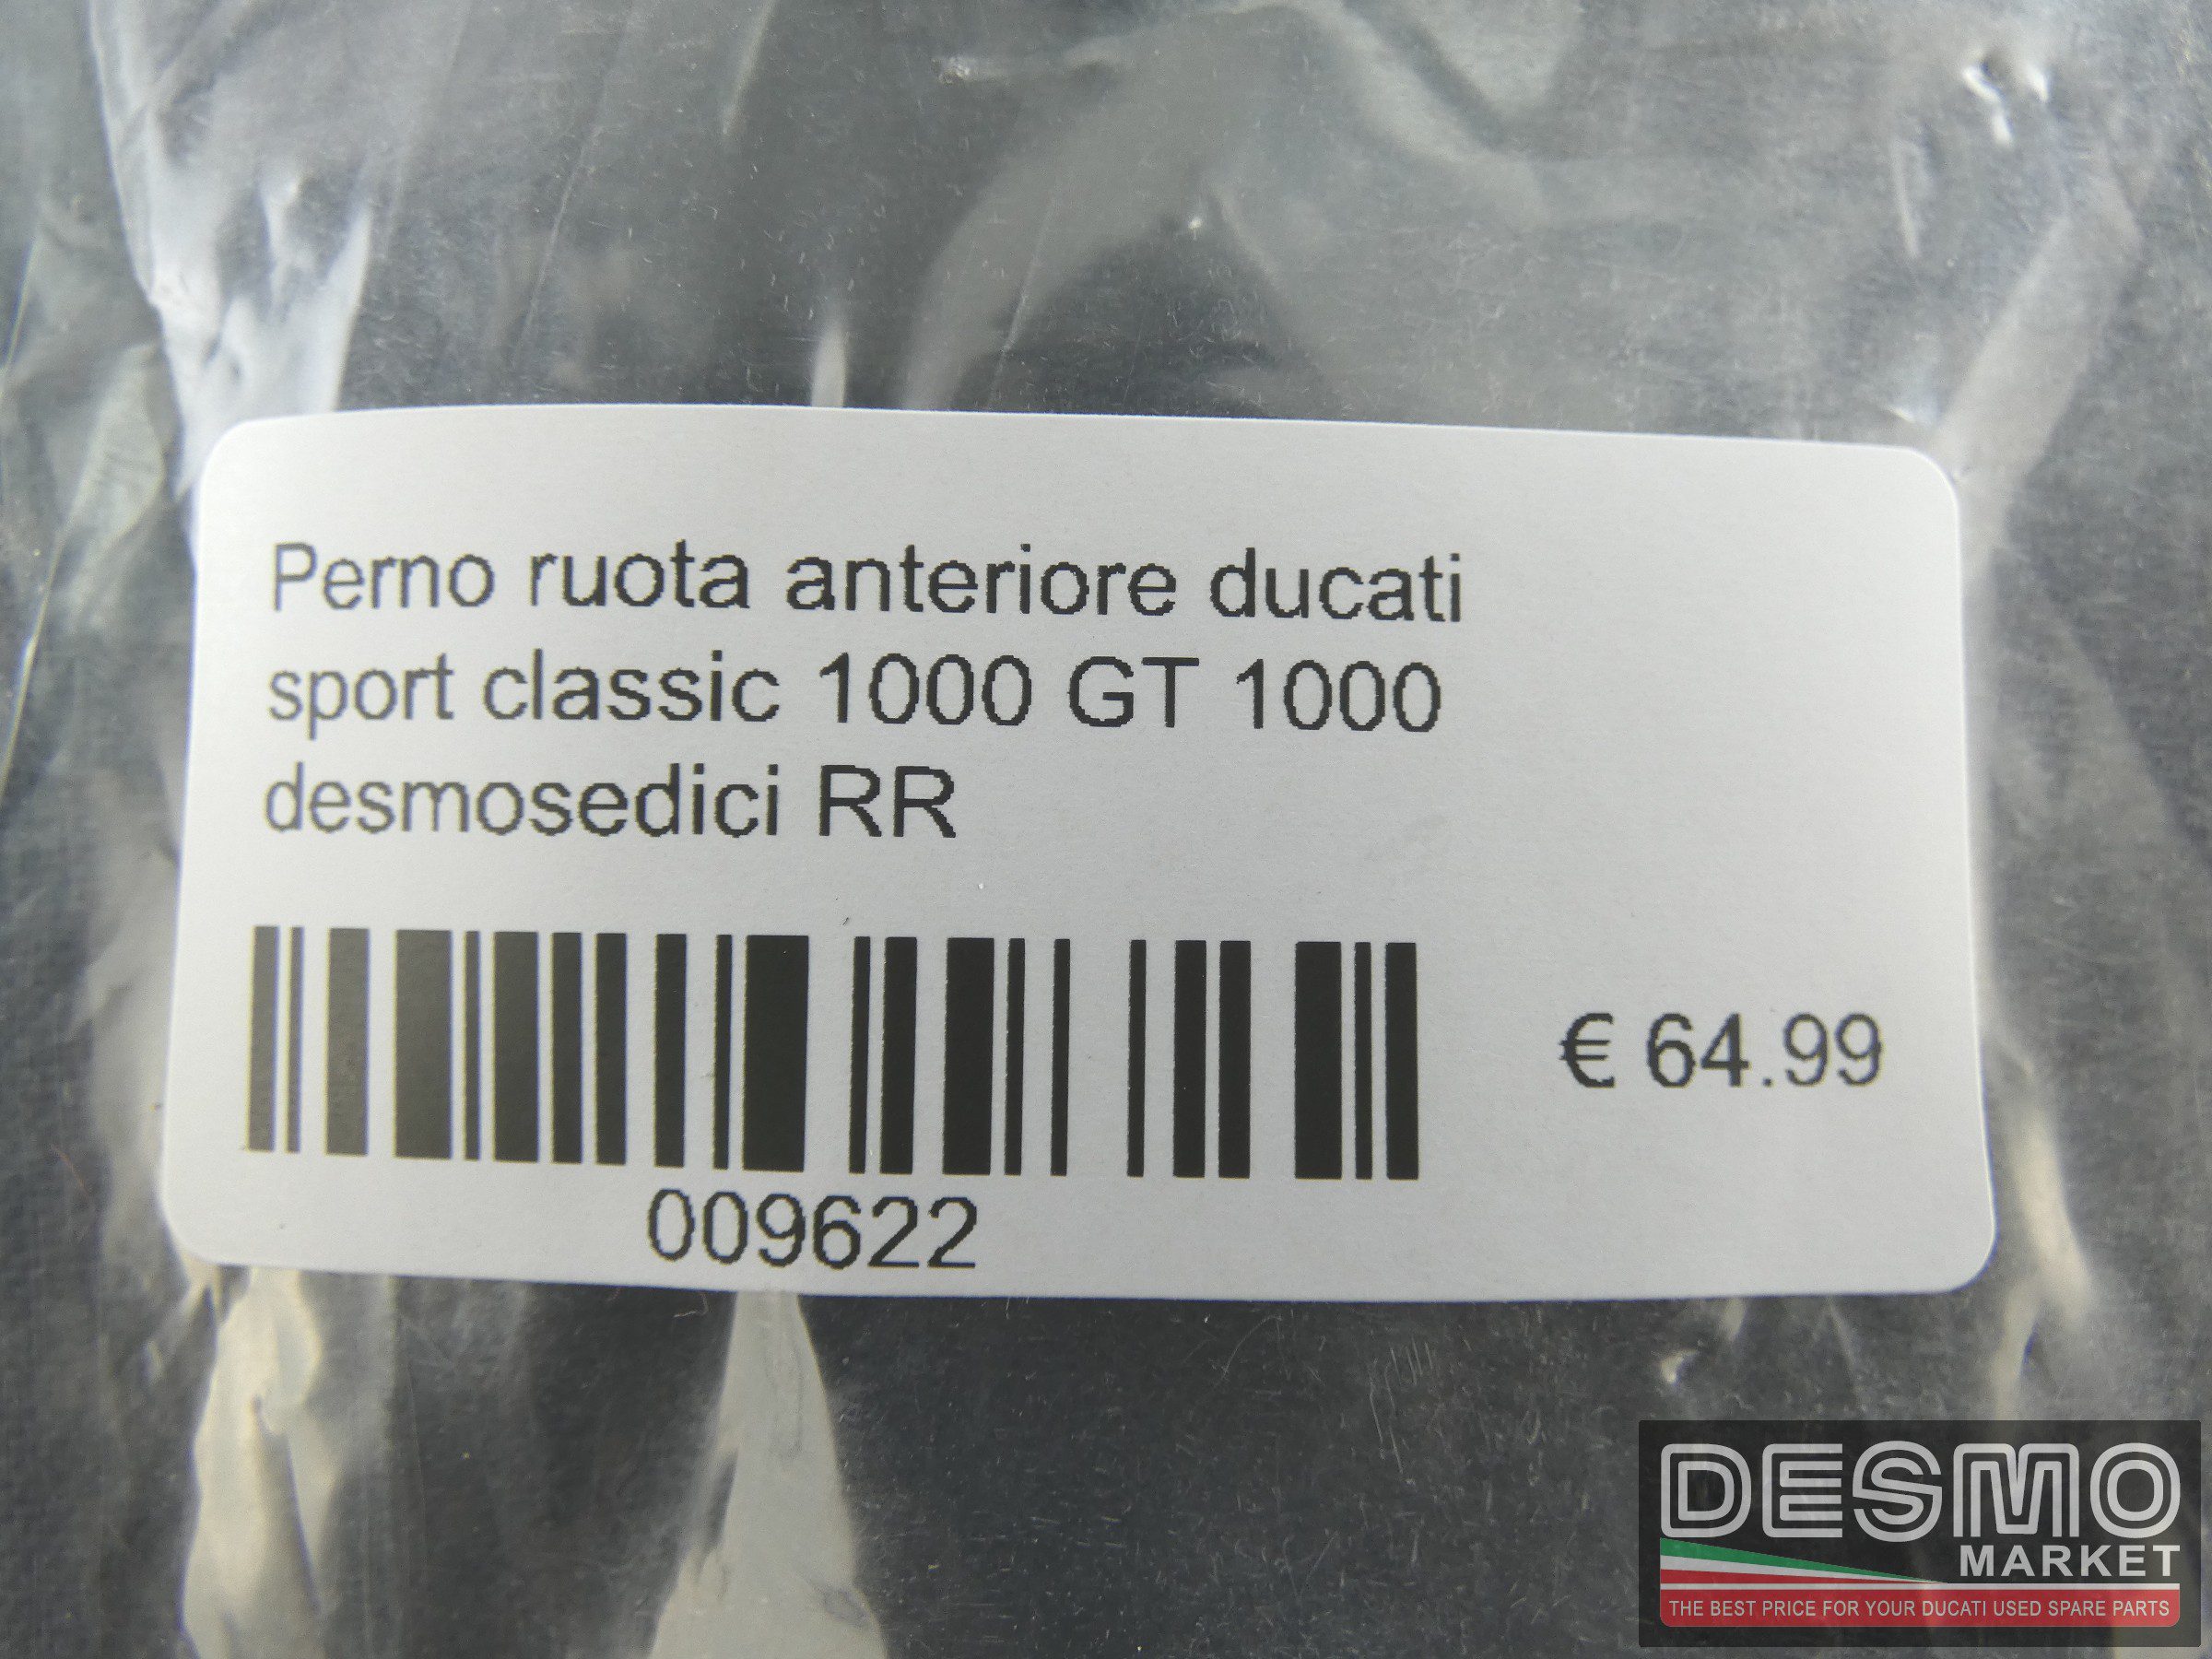 Perno ruota anteriore ducati
sport classic 1000 GT 1000
desmosedici RR
€ 64.99
009622
DESMO
MARKET
THE BEST PRICE FOR YOUR DUCATI USED SPARE PARTS